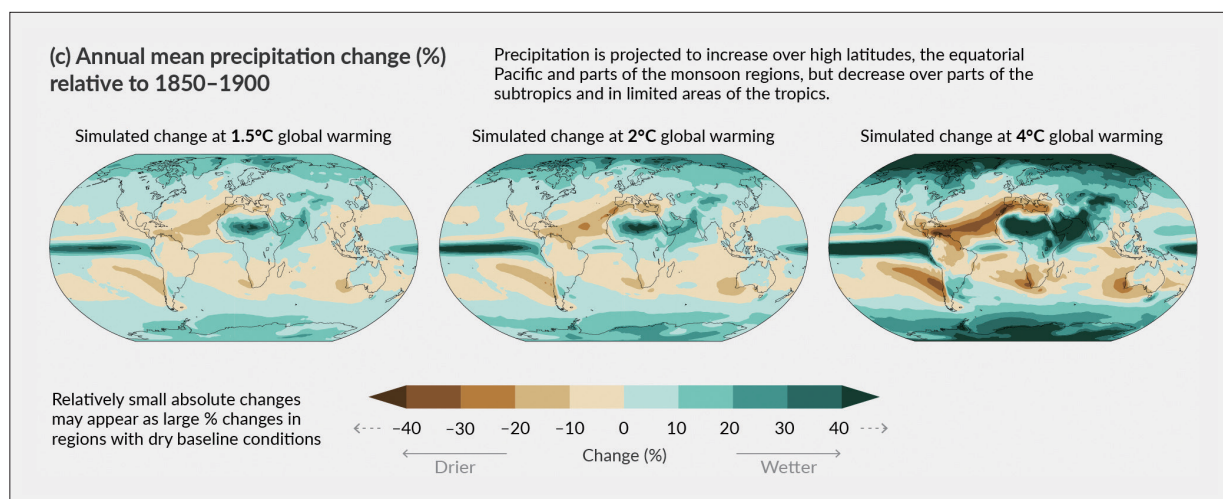 (c) Annual mean precipitation change (%)
relative to 1850–1900
Precipitation is projected to increase over high latitudes, the equatorial
Pacific and parts of the monsoon regions, but decrease over parts of the
subtropics and in limited areas of the tropics.
Simulated change at 1.5°C global warming
Simulated change at 2°C global warming
Simulated change at 4°C global warming
Relatively small absolute changes
may appear as large % changes in
regions with dry baseline conditions
–40 –30 –20 –10 0 10 20 30 40
Change (%)
Drier
Wetter